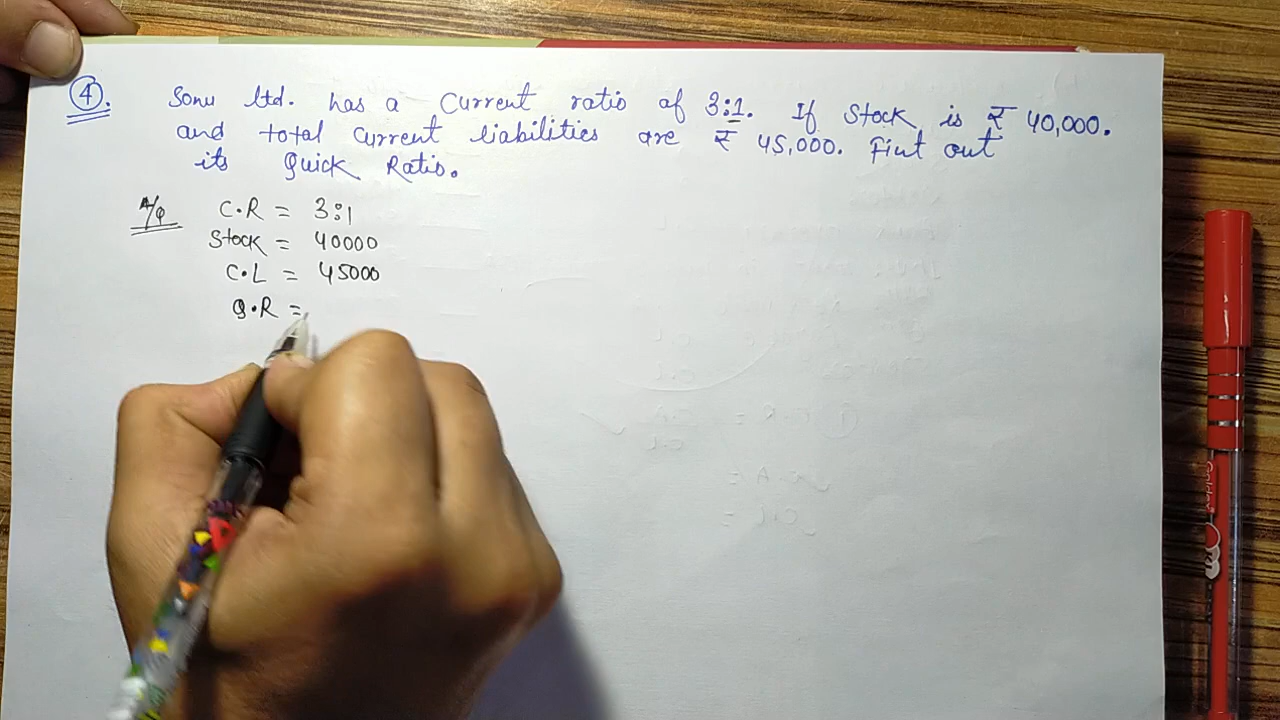 ④. Sonu ltd. has a Current ratio of 3:1. If Stock is ₹ 40,000.
and total Current liabilities are ₹ 45,000. Fint out
its Quick Ratio.
A/Q C.R = 3:1
Stock = 40000
C.L = 45000
Q.R =